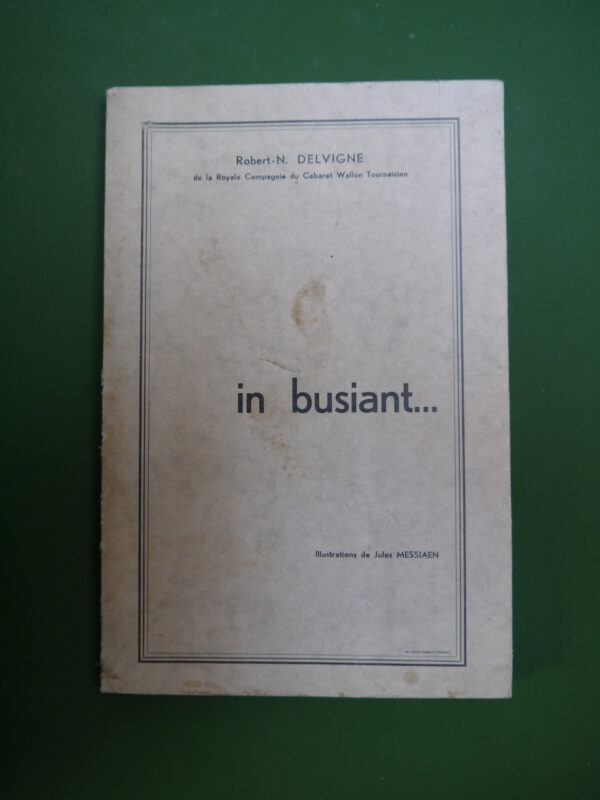 Robert-N. DELVIGNE
de la Royale Compagnie du Cabaret Wallon Tournaisien
in busiant...
Illustrations de Jules MESSIAEN